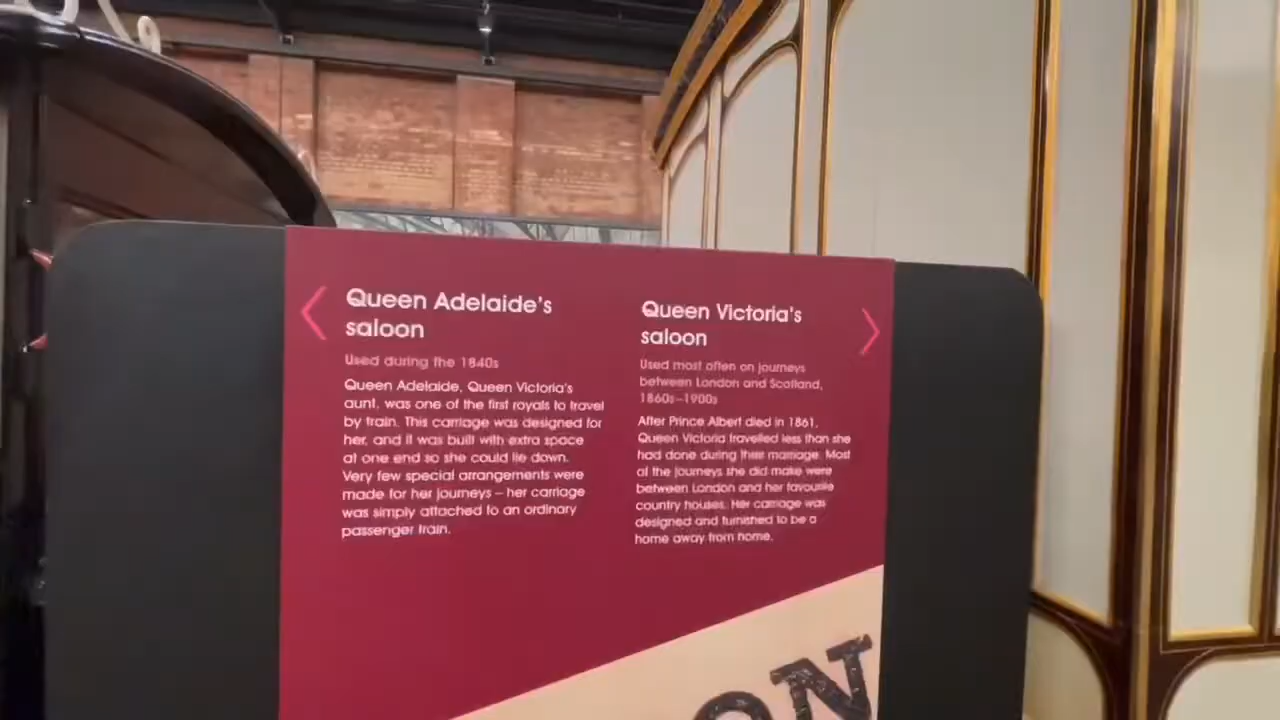 Queen Adelaide's
saloon
Used during the 1840s
Queen Adelaide, Queen Victoria's
aunt, was one of the first royals to travel
by train. This carriage was designed for
her, and it was built with extra space
at one end so she could lie down.
Very few special arrangements were
made for her journeys – her carriage
was simply attached to an ordinary
passenger train.
Queen Victoria's
saloon
Used most often on journeys
between London and Scotland,
1860s–1900s
After Prince Albert died in 1861,
Queen Victoria travelled less than she
had done during their marriage. Most
of the journeys she did make were
between London and her favourite
country houses. Her carriage was
designed and furnished to be a
home away from home.
ON